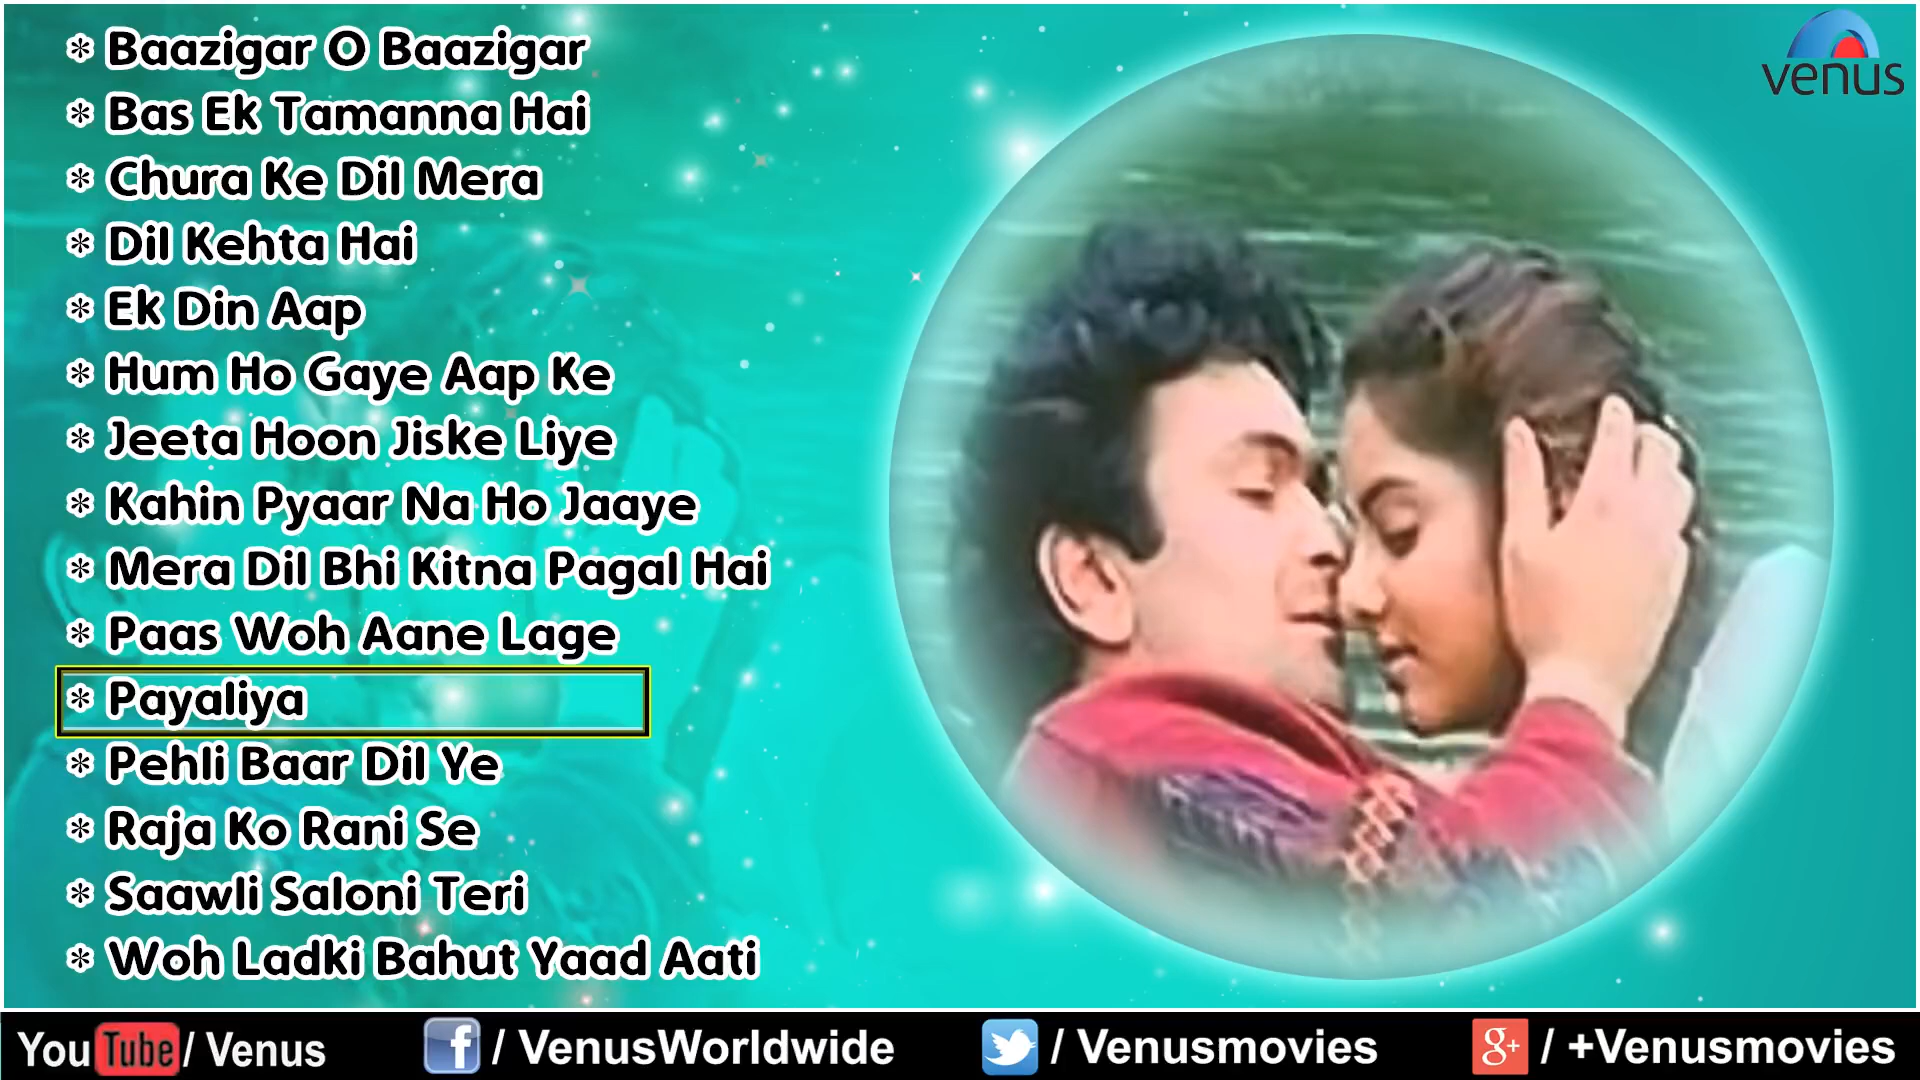 * Baazigar O Baazigar
* Bas Ek Tamanna Hai
* Chura Ke Dil Mera
* Dil Kehta Hai
* Ek Din Aap
* Hum Ho Gaye Aap Ke
* Jeeta Hoon Jiske Liye
* Kahin Pyaar Na Ho Jaaye
* Mera Dil Bhi Kitna Pagal Hai
* Paas Woh Aane Lage
* Payaliya
* Pehli Baar Dil Ye
* Raja Ko Rani Se
* Saawli Saloni Teri
* Woh Ladki Bahut Yaad Aati
venus
YouTube / Venus f / VenusWorldwide / Venusmovies g+ / +Venusmovies